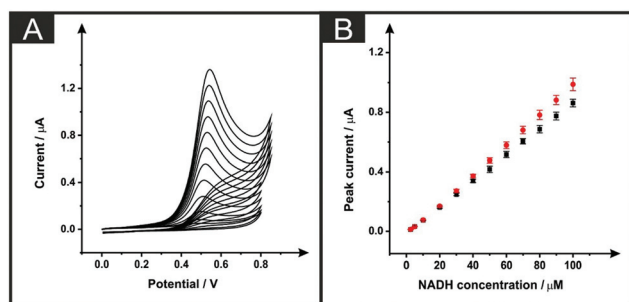 A
Current / μA
1.2
0.8
0.4
0.0
0.0 0.2 0.4 0.6 0.8
Potential / V
B
Peak current / μA
1.2
0.8
0.4
0.0
0 20 40 60 80 100
NADH concentration / μM